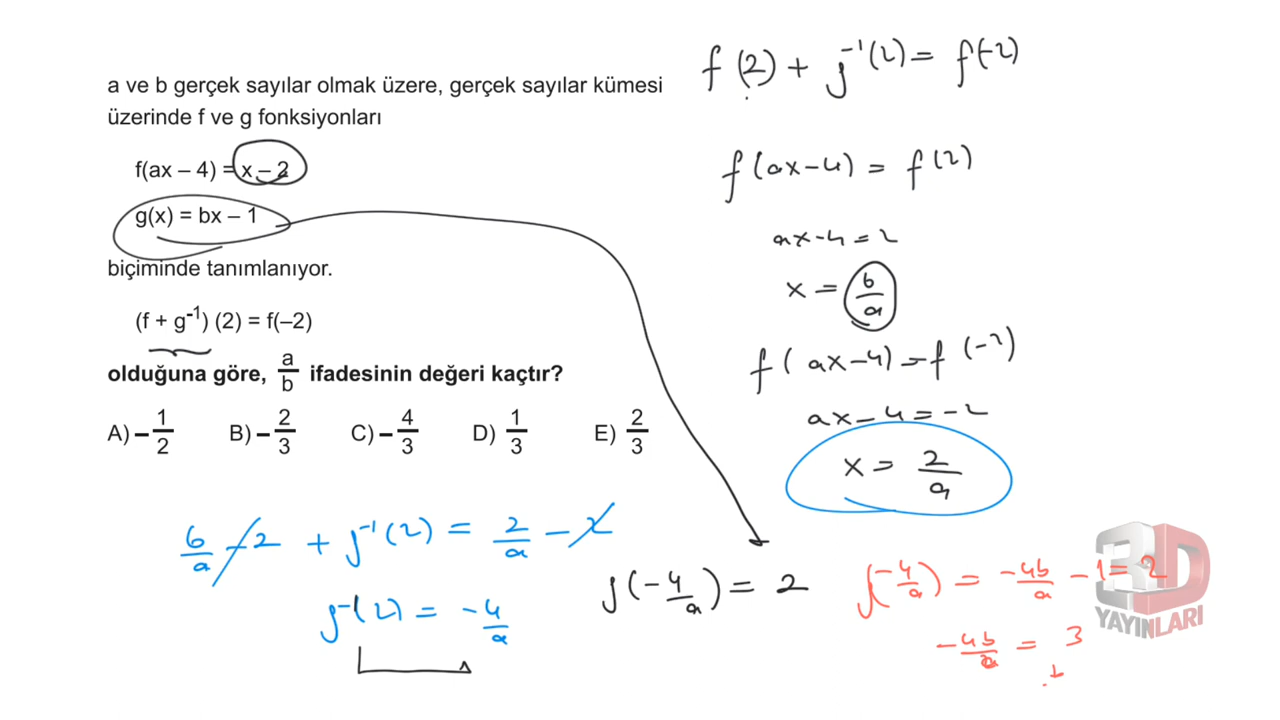 a ve b gerçek sayılar olmak üzere, gerçek sayılar kümesi
üzerinde f ve g fonksiyonları
f(ax – 4) = x – 2
g(x) = bx – 1
biçiminde tanımlanıyor.
(f + g⁻¹) (2) = f(–2)
olduğuna göre, a/b ifadesinin değeri kaçtır?
A) – 1/2 B) – 2/3 C) – 4/3 D) 1/3 E) 2/3
6/a – 2 + g⁻¹(2) = 2/a – 2
g⁻¹(2) = – 4/a
f(2) + g⁻¹(2) = f(-2)
f(ax-4) = f(2)
ax-4 = 2
x = 6/a
f(ax-4) = f(-2)
ax-4 = -2
x = 2/a
g(-4/a) = 2
g(-4/a) = -4b/a - 1 = 2
-4b/a = 3
3D
YAYINLARI